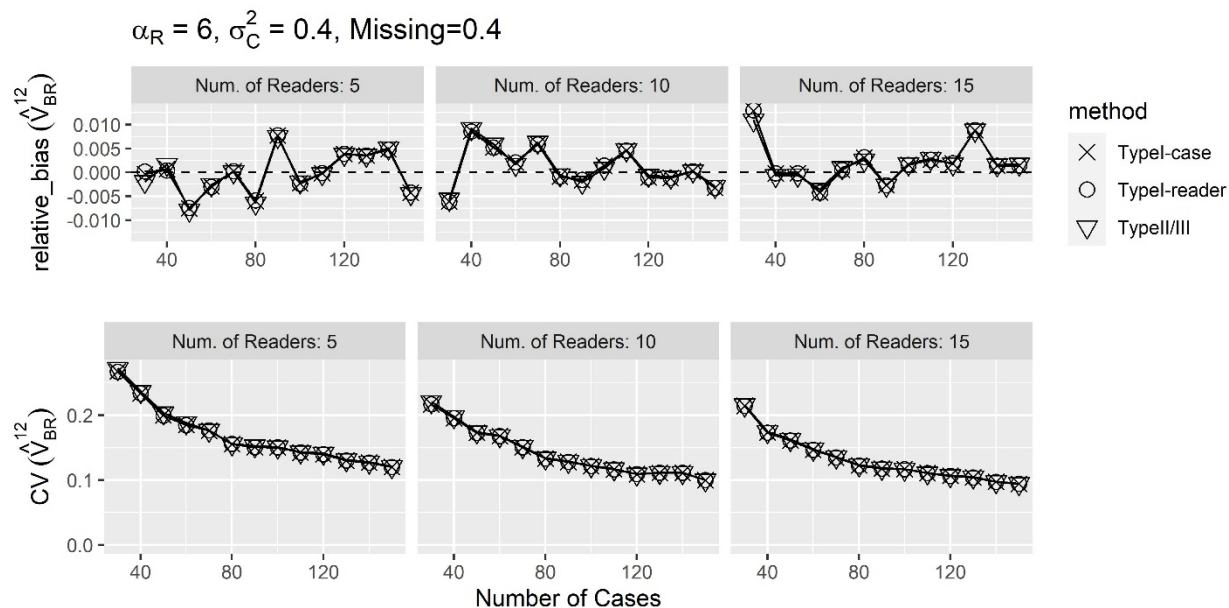 α_R = 6, σ_C^2 = 0.4, Missing=0.4
Num. of Readers: 5
Num. of Readers: 10
Num. of Readers: 15
relative_bias (V̂_BR^12)
0.010
0.005
0.000
-0.005
-0.010
40 80 120
40 80 120
40 80 120
method
TypeI-case
TypeI-reader
TypeII/III
Num. of Readers: 5
Num. of Readers: 10
Num. of Readers: 15
CV (V̂_BR^12)
0.2
0.1
0.0
40 80 120
40 80 120
40 80 120
Number of Cases